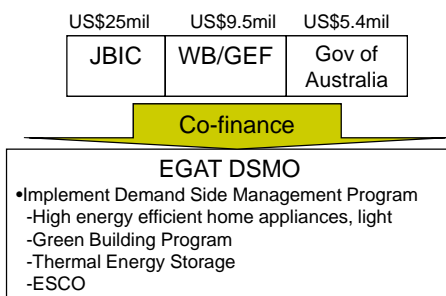 US$25mil US$9.5mil US$5.4mil
JBIC WB/GEF Gov of
Australia
Co-finance
EGAT DSMO
•Implement Demand Side Management Program
-High energy efficient home appliances, light
-Green Building Program
-Thermal Energy Storage
-ESCO